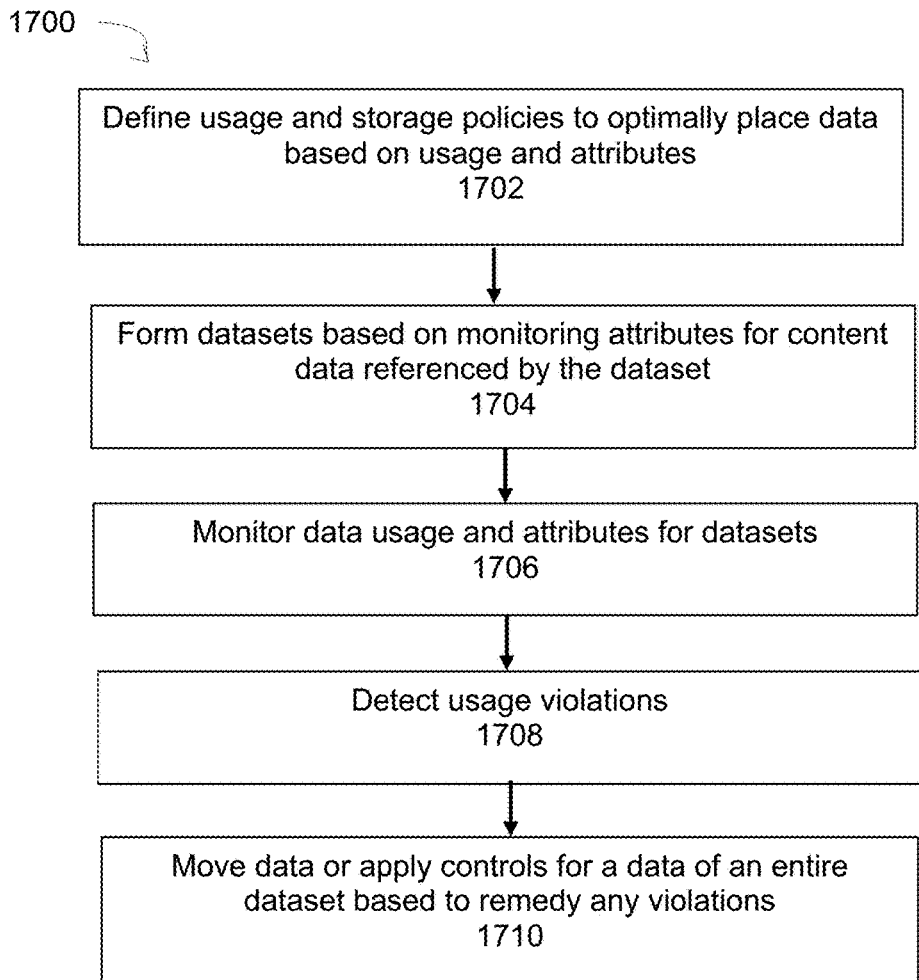 1700
Define usage and storage policies to optimally place data
based on usage and attributes
1702
Form datasets based on monitoring attributes for content
data referenced by the dataset
1704
Monitor data usage and attributes for datasets
1706
Detect usage violations
1708
Move data or apply controls for a data of an entire
dataset based to remedy any violations
1710